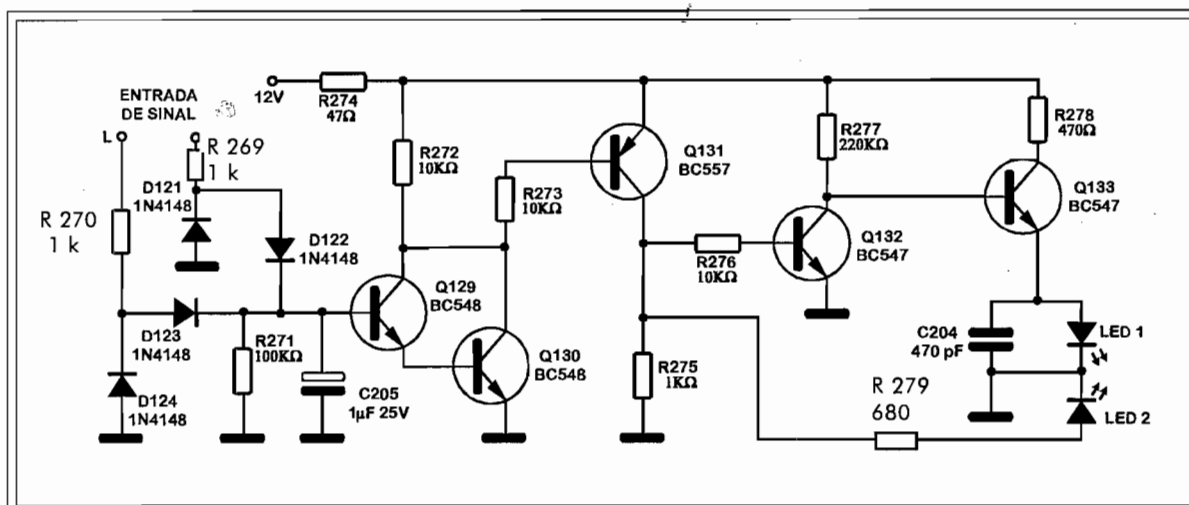 ENTRADA
DE SINAL
L
12V
R274
47Ω
R 269
1 k
R 270
1 k
D121
1N4148
D122
1N4148
D123
1N4148
D124
1N4148
R271
100KΩ
C205
1µF 25V
R272
10KΩ
R273
10KΩ
Q129
BC548
Q130
BC548
Q131
BC557
R275
1KΩ
R276
10KΩ
R277
220KΩ
Q132
BC547
R278
470Ω
Q133
BC547
C204
470 pF
LED 1
LED 2
R 279
680